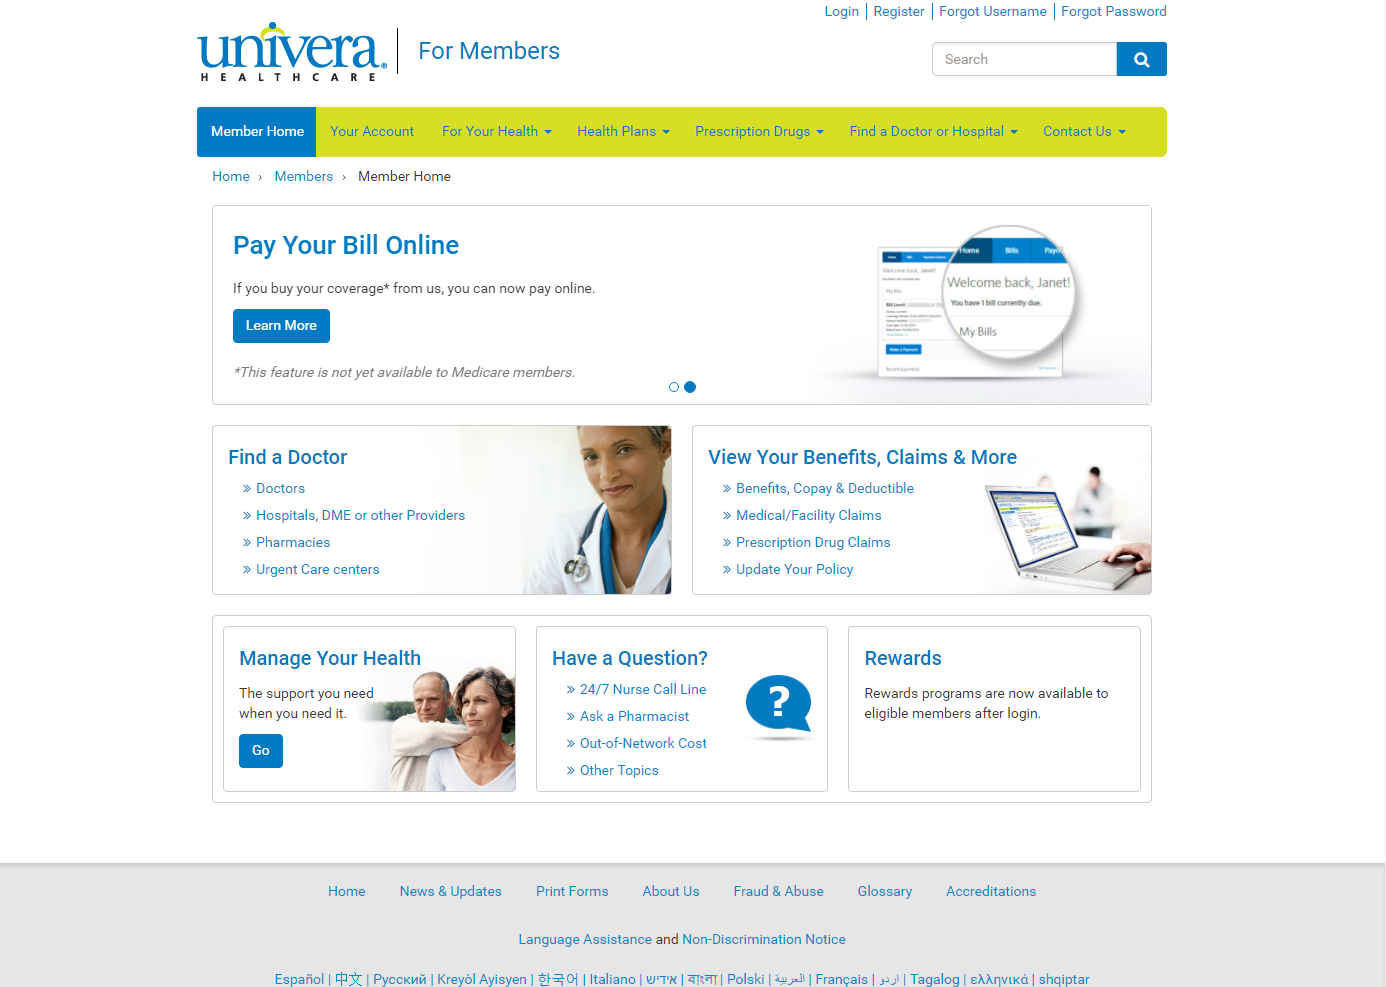 Login | Register | Forgot Username | Forgot Password
univera
HEALTHCARE
For Members
Search
Member Home Your Account For Your Health Health Plans Prescription Drugs Find a Doctor or Hospital Contact Us
Home › Members › Member Home
Pay Your Bill Online
If you buy your coverage* from us, you can now pay online.
Learn More
*This feature is not yet available to Medicare members.
Home Bills
Welcome back, Janet!
You have 1 bill currently due.
My Bills
Make a Payment
Find a Doctor
» Doctors
» Hospitals, DME or other Providers
» Pharmacies
» Urgent Care centers
View Your Benefits, Claims & More
» Benefits, Copay & Deductible
» Medical/Facility Claims
» Prescription Drug Claims
» Update Your Policy
Manage Your Health
The support you need
when you need it.
Go
Have a Question?
» 24/7 Nurse Call Line
» Ask a Pharmacist
» Out-of-Network Cost
» Other Topics
?
Rewards
Rewards programs are now available to
eligible members after login.
Home News & Updates Print Forms About Us Fraud & Abuse Glossary Accreditations
Language Assistance and Non-Discrimination Notice
Español | 中文 | Русский | Kreyòl Ayisyen | 한국어 | Italiano | אידיש | বাংলা | Polski | العربية | Français | اردو | Tagalog | ελληνικά | shqiptar